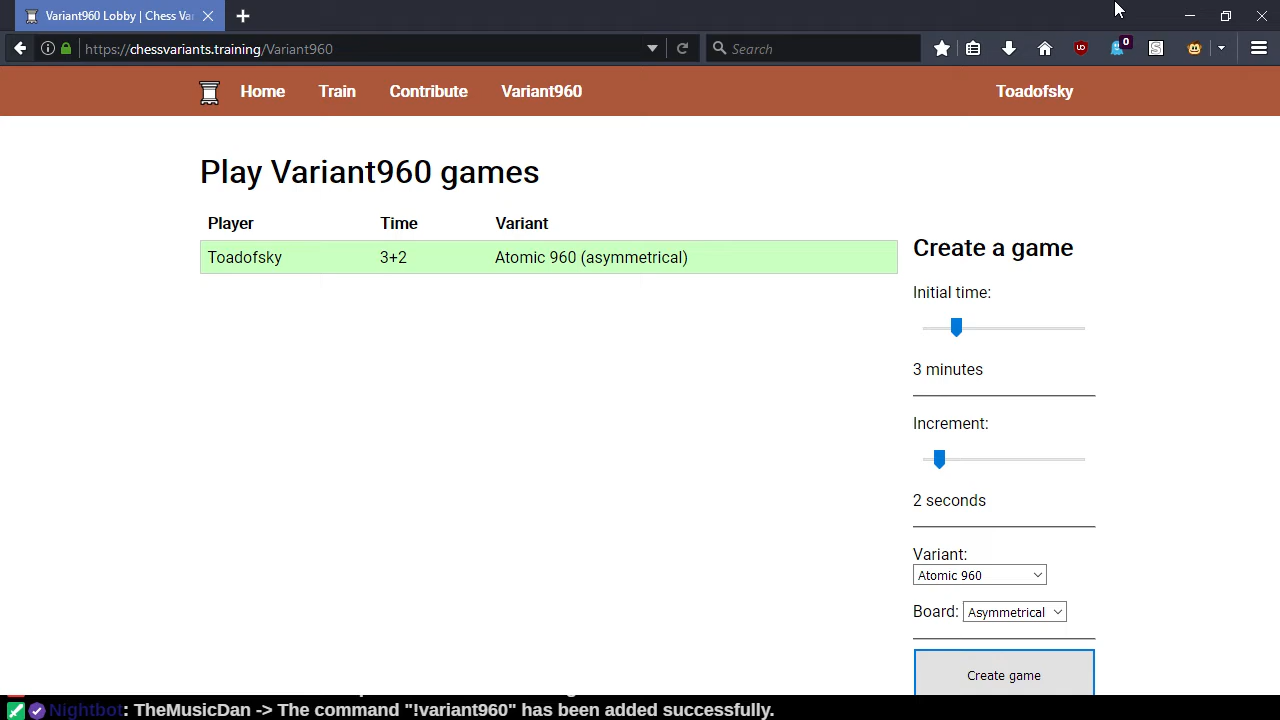 Variant960 Lobby | Chess Va
https://chessvariants.training/Variant960
Search
0
Home Train Contribute Variant960 Toadofsky
Play Variant960 games
Player Time Variant
Toadofsky 3+2 Atomic 960 (asymmetrical)
Create a game
Initial time:
3 minutes
Increment:
2 seconds
Variant:
Atomic 960
Board: Asymmetrical
Create game
Nightbot: TheMusicDan -> The command "!variant960" has been added successfully.